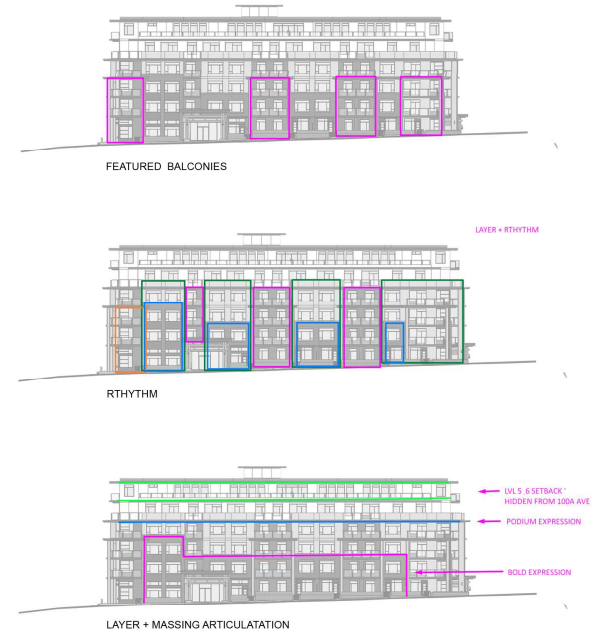 FEATURED BALCONIES
LAYER + RTHYTHM
RTHYTHM
LVL 5 ,6 SETBACK '
HIDDEN FROM 100A AVE
PODIUM EXPRESSION
BOLD EXPRESSION
LAYER + MASSING ARTICULATATION